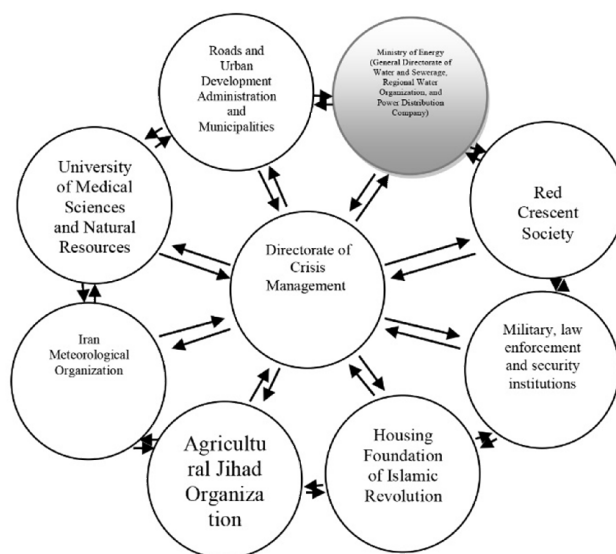 Roads and
Urban
Development
Administration
and
Municipalities
Ministry of Energy
(General Directorate of
Water and Sewerage,
Regional Water
Organization, and
Power Distribution
Company)
University
of Medical
Sciences
and Natural
Resources
Red
Crescent
Society
Directorate of
Crisis
Management
Iran
Meteorological
Organization
Military, law
enforcement
and security
institutions
Agricultu
ral Jihad
Organiza
tion
Housing
Foundation
of Islamic
Revolution